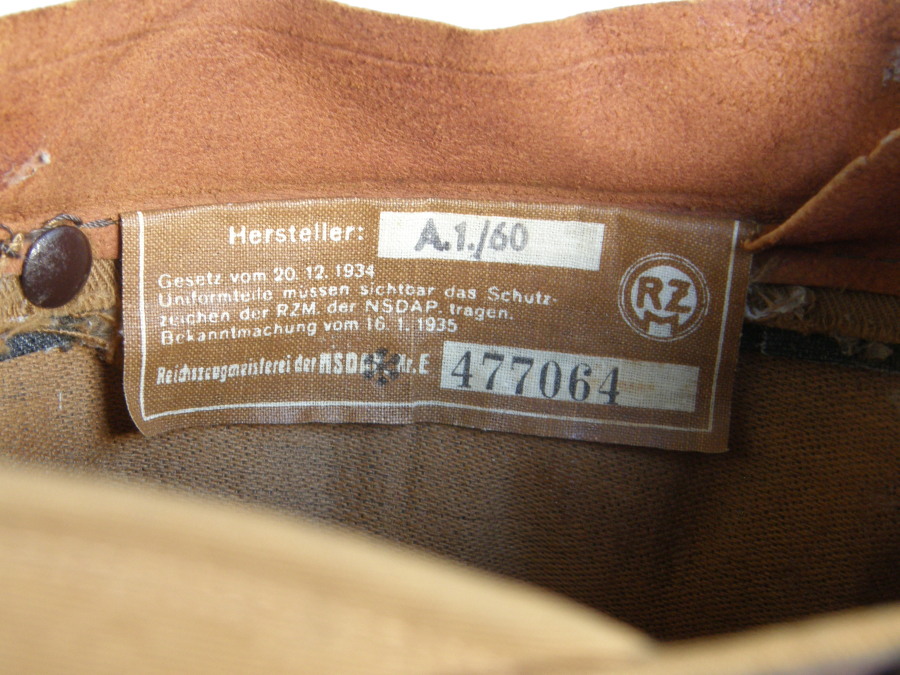 Hersteller: A.1./60
Gesetz vom 20. 12. 1934
Uniformteile müssen sichtbar das Schutz-
zeichen der RZM. der NSDAP. tragen.
Bekanntmachung vom 16. 1. 1935
RZM
Reichszeugmeisterei der NSDAP Nr. E 477064